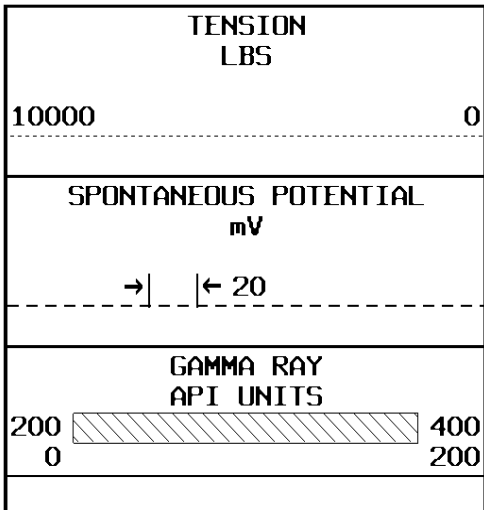 TENSION
LBS
10000 0
SPONTANEOUS POTENTIAL
mV
→| |← 20
GAMMA RAY
API UNITS
200 400
0 200